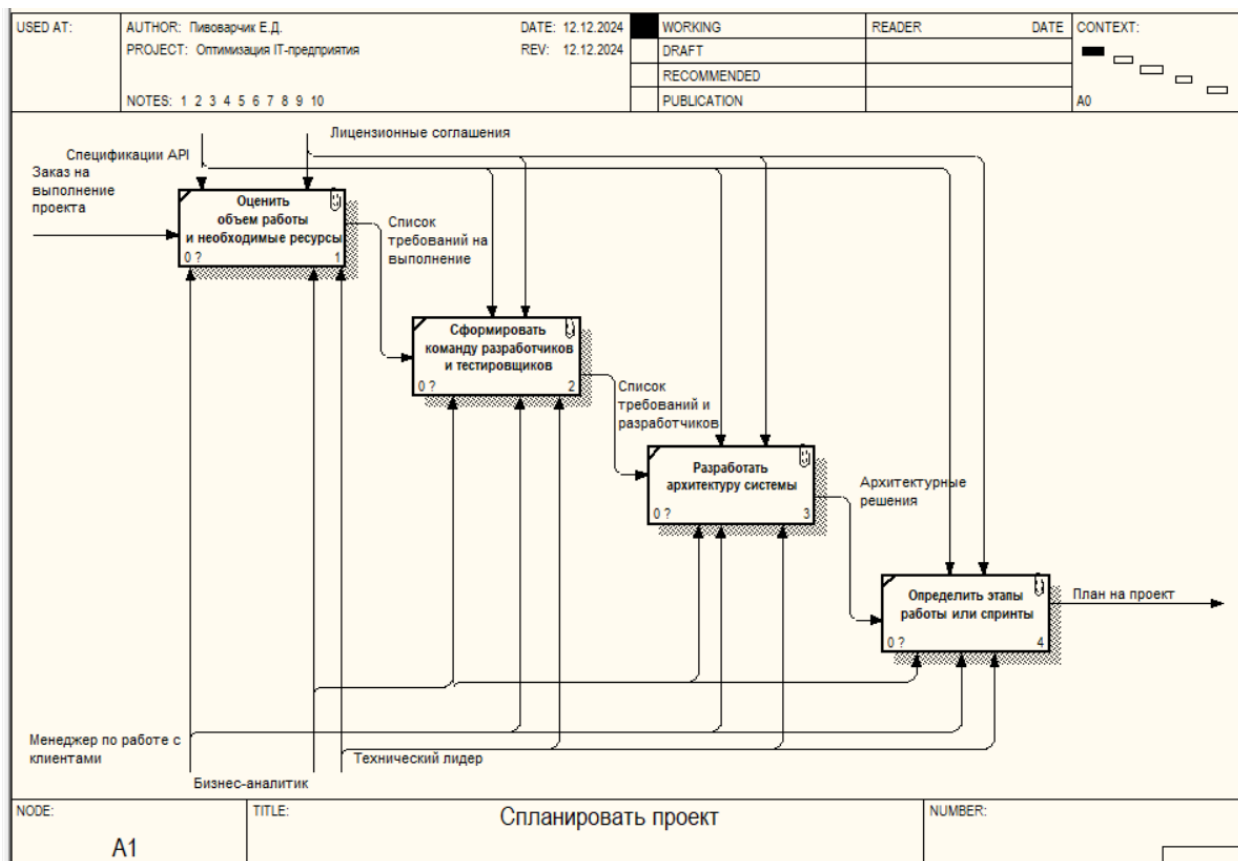 USED AT:
AUTHOR: Пивоварчик Е.Д.
DATE: 12.12.2024
PROJECT: Оптимизация IT-предприятия
REV: 12.12.2024
NOTES: 1 2 3 4 5 6 7 8 9 10
WORKING
DRAFT
RECOMMENDED
PUBLICATION
READER
DATE
CONTEXT:
A0
Лицензионные соглашения
Спецификации API
Заказ на
выполнение
проекта
Оценить
объем работы
и необходимые ресурсы
0 ?
1
Список
требований на
выполнение
Сформировать
команду разработчиков
и тестировщиков
0 ?
2
Список
требований и
разработчиков
Разработать
архитектуру системы
0 ?
3
Архитектурные
решения
Определить этапы
работы или спринты
0 ?
4
План на проект
Менеджер по работе с
клиентами
Технический лидер
Бизнес-аналитик
NODE:
A1
TITLE:
Спланировать проект
NUMBER: